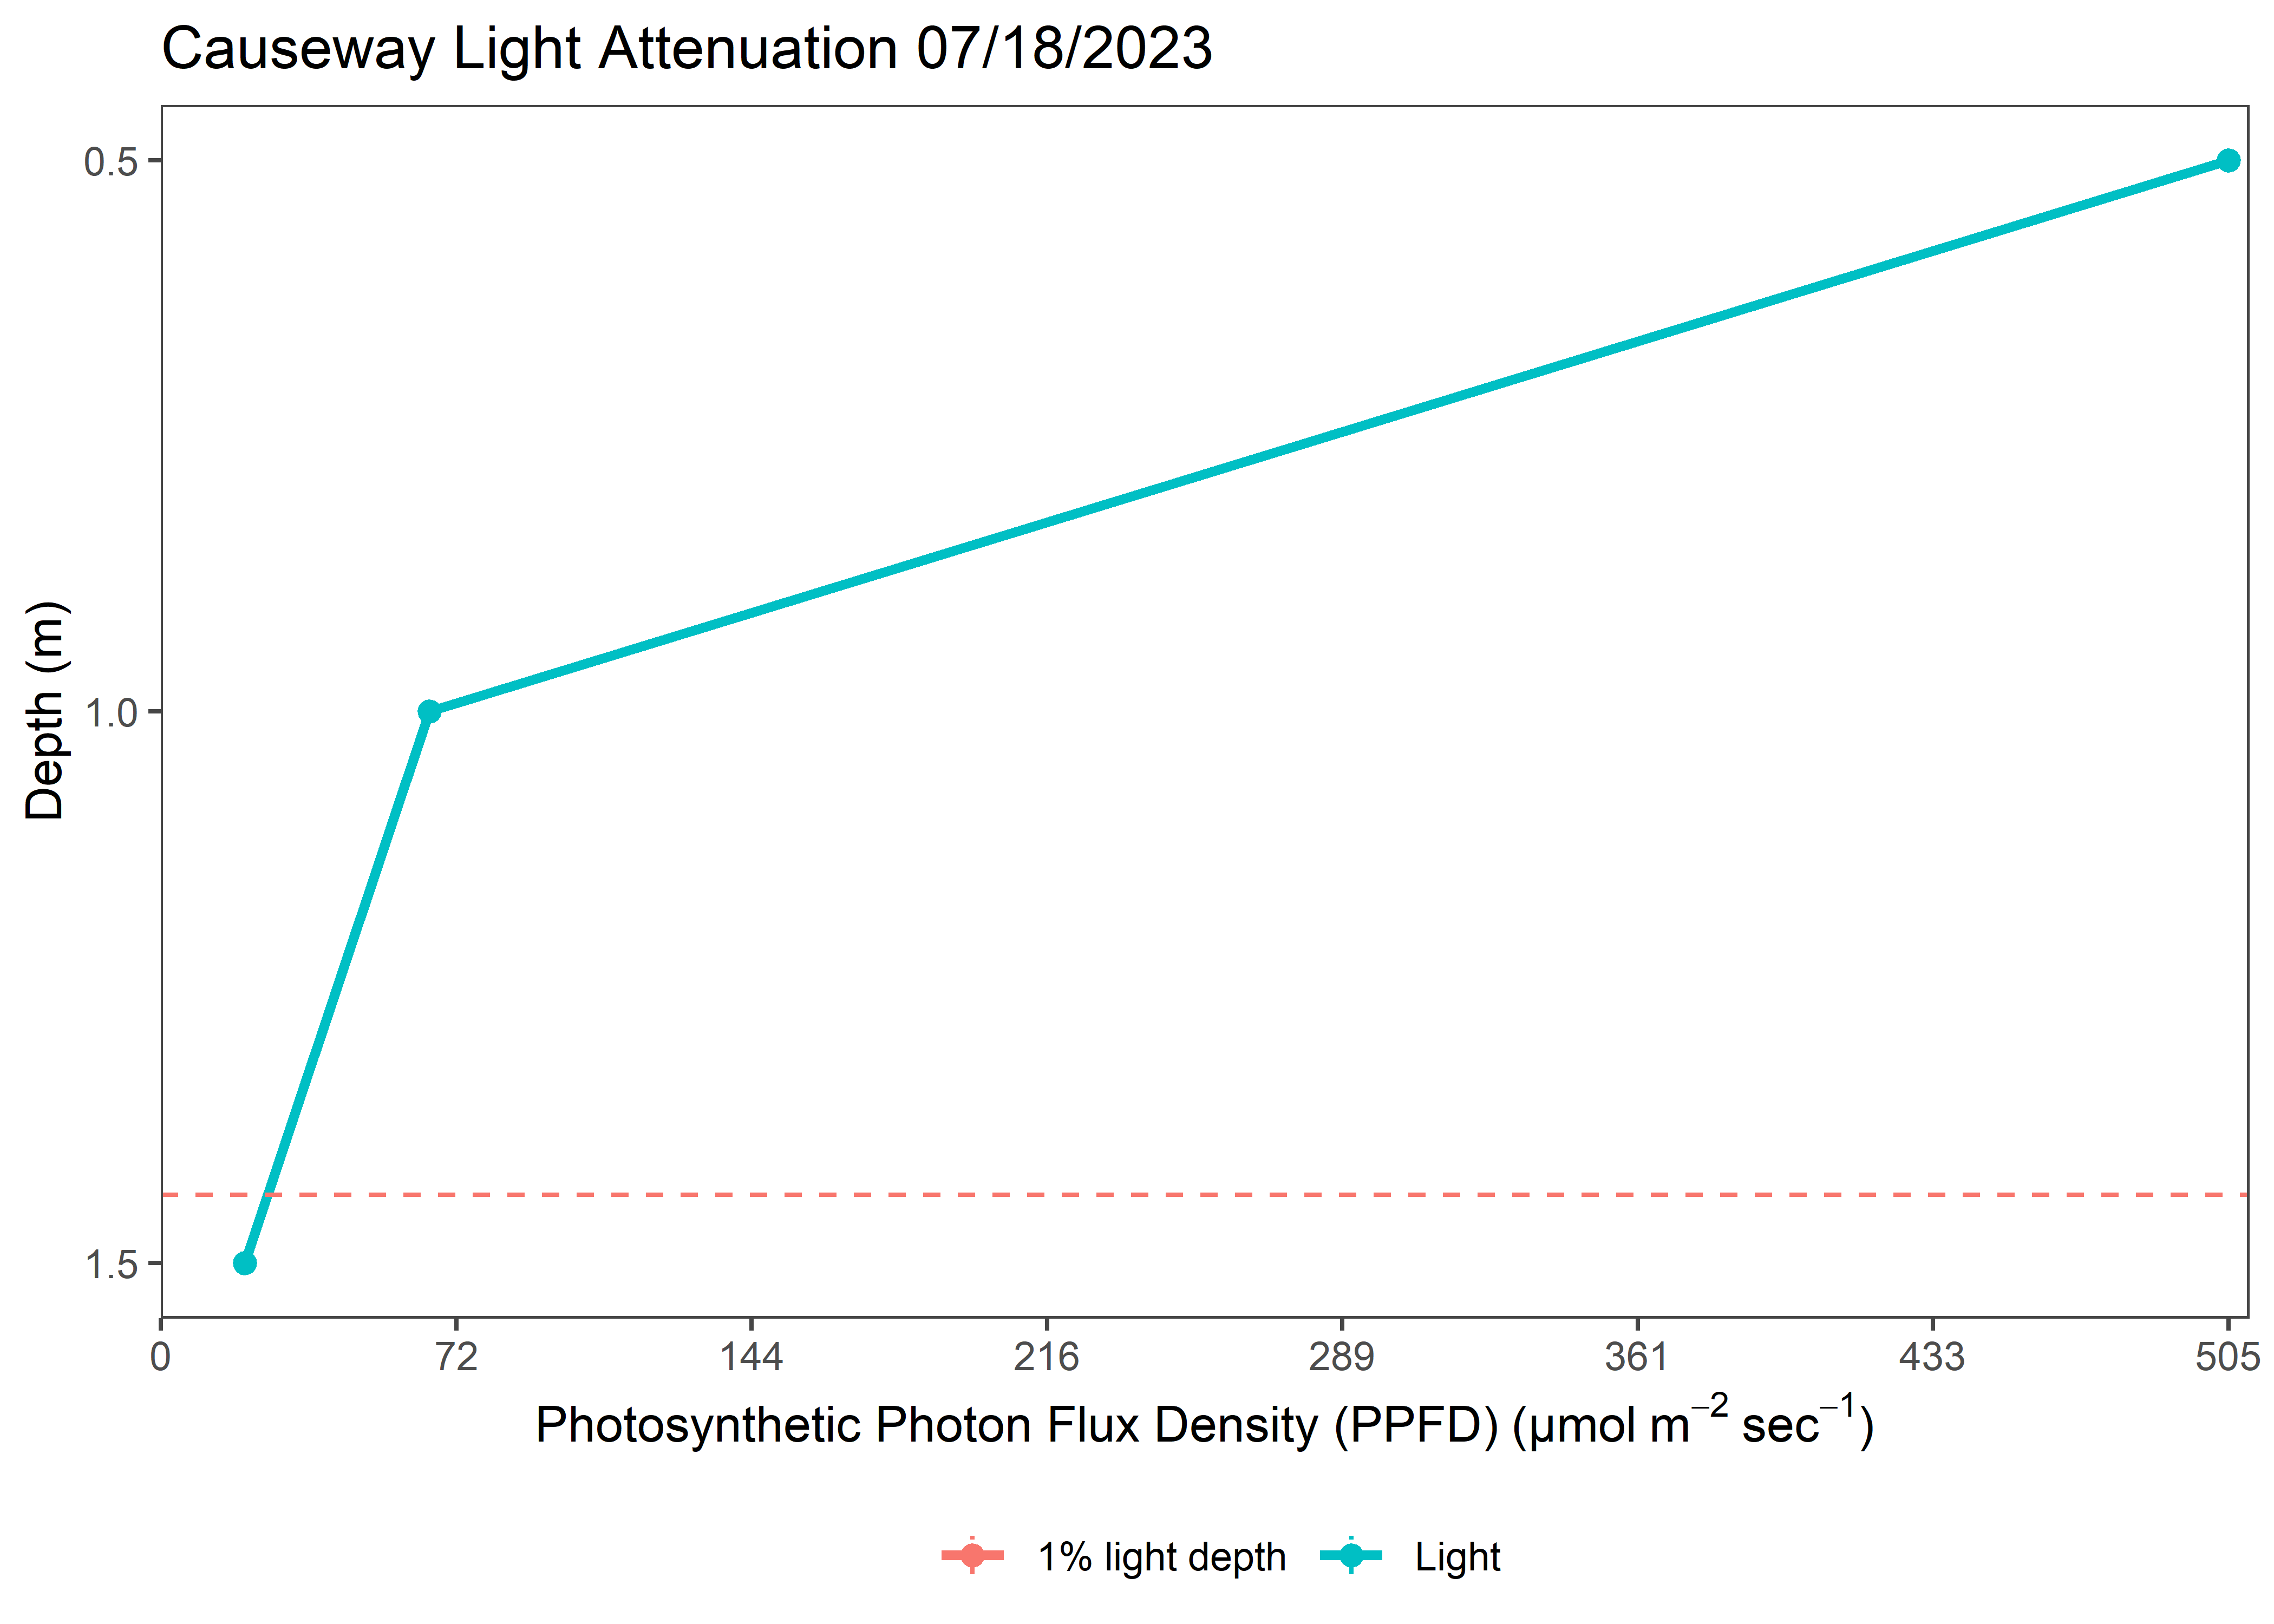 Causeway Light Attenuation 07/18/2023
0.5
1.0
1.5
Depth (m)
0 72 144 216 289 361 433 505
Photosynthetic Photon Flux Density (PPFD) (μmol m⁻² sec⁻¹)
1% light depth Light